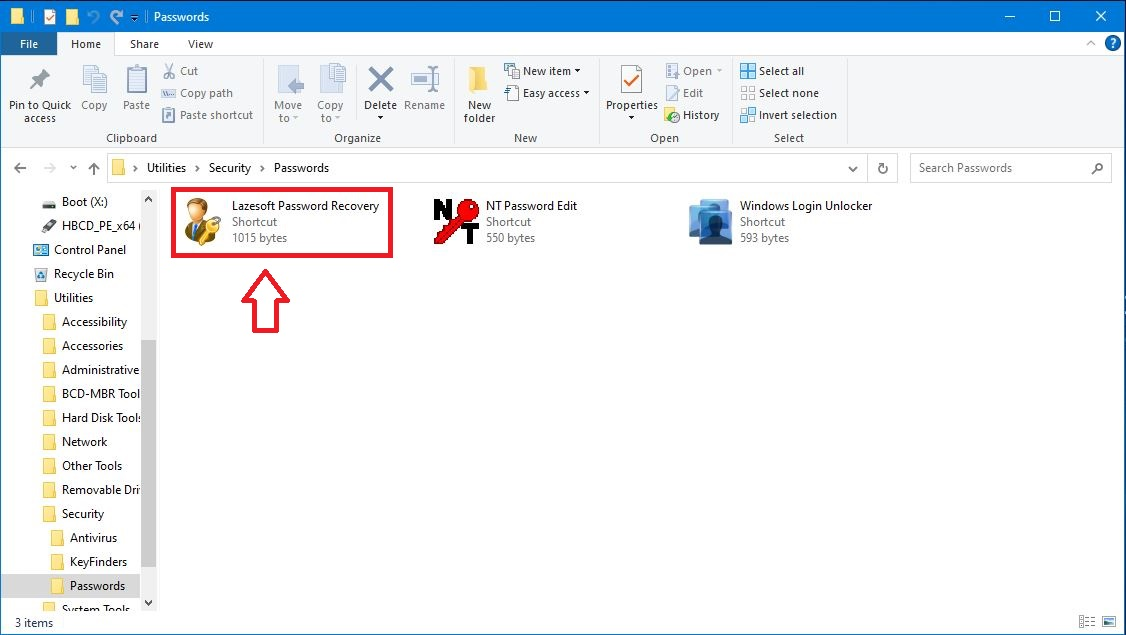 Passwords
File Home Share View
Pin to Quick access
Copy
Paste
Cut
Copy path
Paste shortcut
Clipboard
Move to
Copy to
Delete
Rename
Organize
New folder
New item
Easy access
New
Properties
Open
Edit
History
Open
Select all
Select none
Invert selection
Select
Utilities > Security > Passwords
Search Passwords
Boot (X:)
HBCD_PE_x64 (
Control Panel
Recycle Bin
Utilities
Accessibility
Accessories
Administrative
BCD-MBR Tool
Hard Disk Tools
Network
Other Tools
Removable Dri
Security
Antivirus
KeyFinders
Passwords
System Tools
Lazesoft Password Recovery
Shortcut
1015 bytes
NT
NT Password Edit
Shortcut
550 bytes
Windows Login Unlocker
Shortcut
593 bytes
3 items